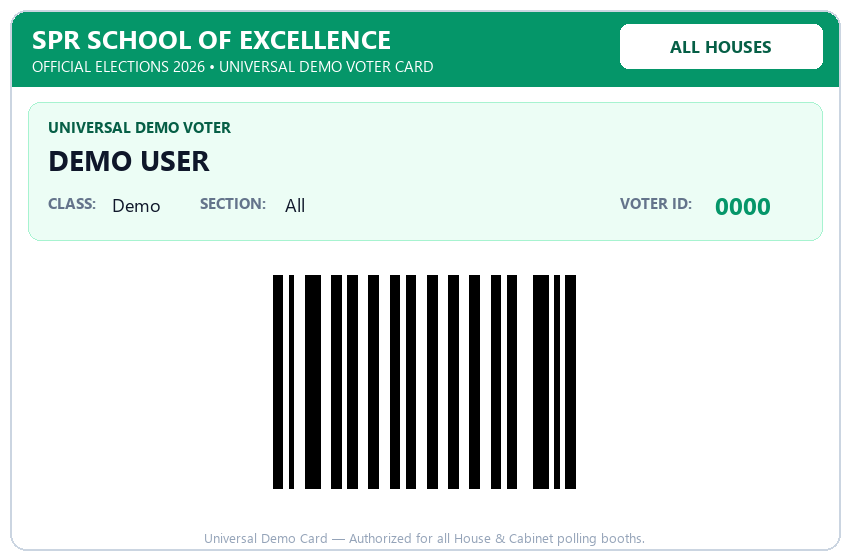 SPR SCHOOL OF EXCELLENCE
OFFICIAL ELECTIONS 2026 • UNIVERSAL DEMO VOTER CARD
ALL HOUSES
UNIVERSAL DEMO VOTER
DEMO USER
CLASS: Demo SECTION: All VOTER ID: 0000
Universal Demo Card — Authorized for all House & Cabinet polling booths.